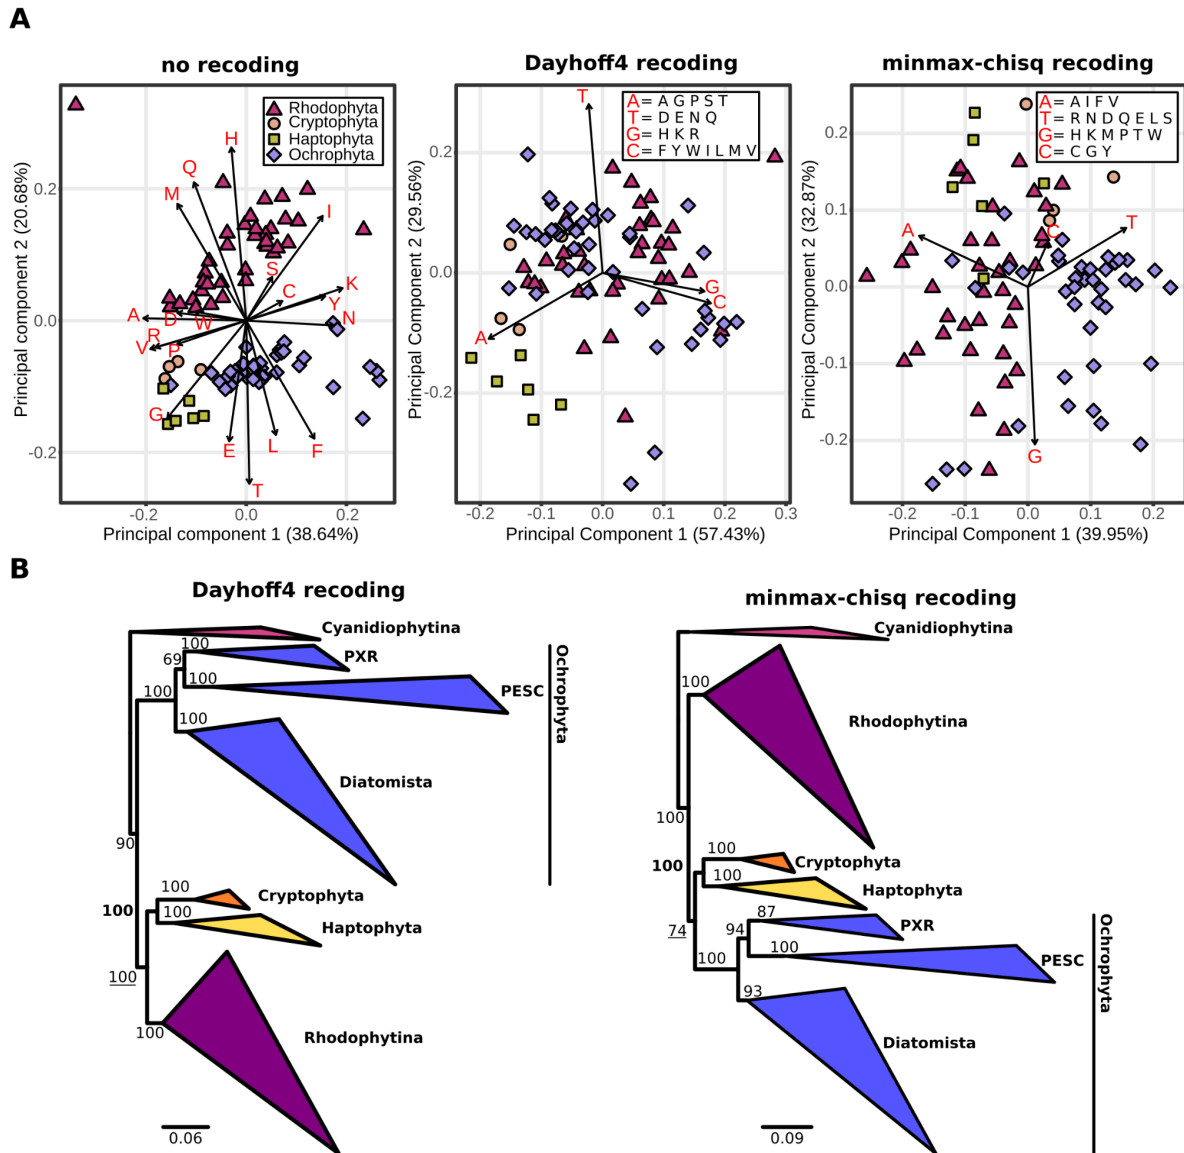 A
no recoding
Dayhoff4 recoding
minmax-chisq recoding
Rhodophyta
Cryptophyta
Haptophyta
Ochrophyta
H
Q
M
I
S
K
C
Y
A
D
W
N
R
V
P
G
E
L
F
T
0.2
0.0
-0.2
-0.2
0.0
0.2
Principal component 2 (20.68%)
Principal component 1 (38.64%)
A= A G P S T
T= D E N Q
G= H K R
C= F Y W I L M V
T
G
C
A
0.2
0.0
-0.2
-0.2
-0.1
0.0
0.1
0.2
0.3
Principal Component 2 (29.56%)
Principal Component 1 (57.43%)
A= A I F V
T= R N D Q E L S
G= H K M P T W
C= C G Y
A
C
T
G
0.2
0.1
0.0
-0.1
-0.2
-0.2
-0.1
0.0
0.1
0.2
Principal Component 2 (32.87%)
Principal Component 1 (39.95%)
B
Dayhoff4 recoding
Cyanidiophytina
100
PXR
69
100
PESC
100
100
Diatomista
Ochrophyta
90
100
Cryptophyta
100
100
Haptophyta
100
100
Rhodophytina
0.06
minmax-chisq recoding
Cyanidiophytina
100
Rhodophytina
100
100
100
Cryptophyta
100
Haptophyta
87
PXR
74
94
100
PESC
100
93
Diatomista
Ochrophyta
0.09